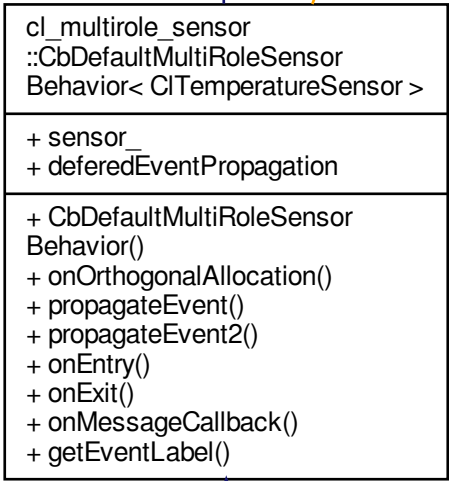 cl_multirole_sensor
::CbDefaultMultiRoleSensor
Behavior< ClTemperatureSensor >
+ sensor_
+ deferedEventPropagation
+ CbDefaultMultiRoleSensor
Behavior()
+ onOrthogonalAllocation()
+ propagateEvent()
+ propagateEvent2()
+ onEntry()
+ onExit()
+ onMessageCallback()
+ getEventLabel()